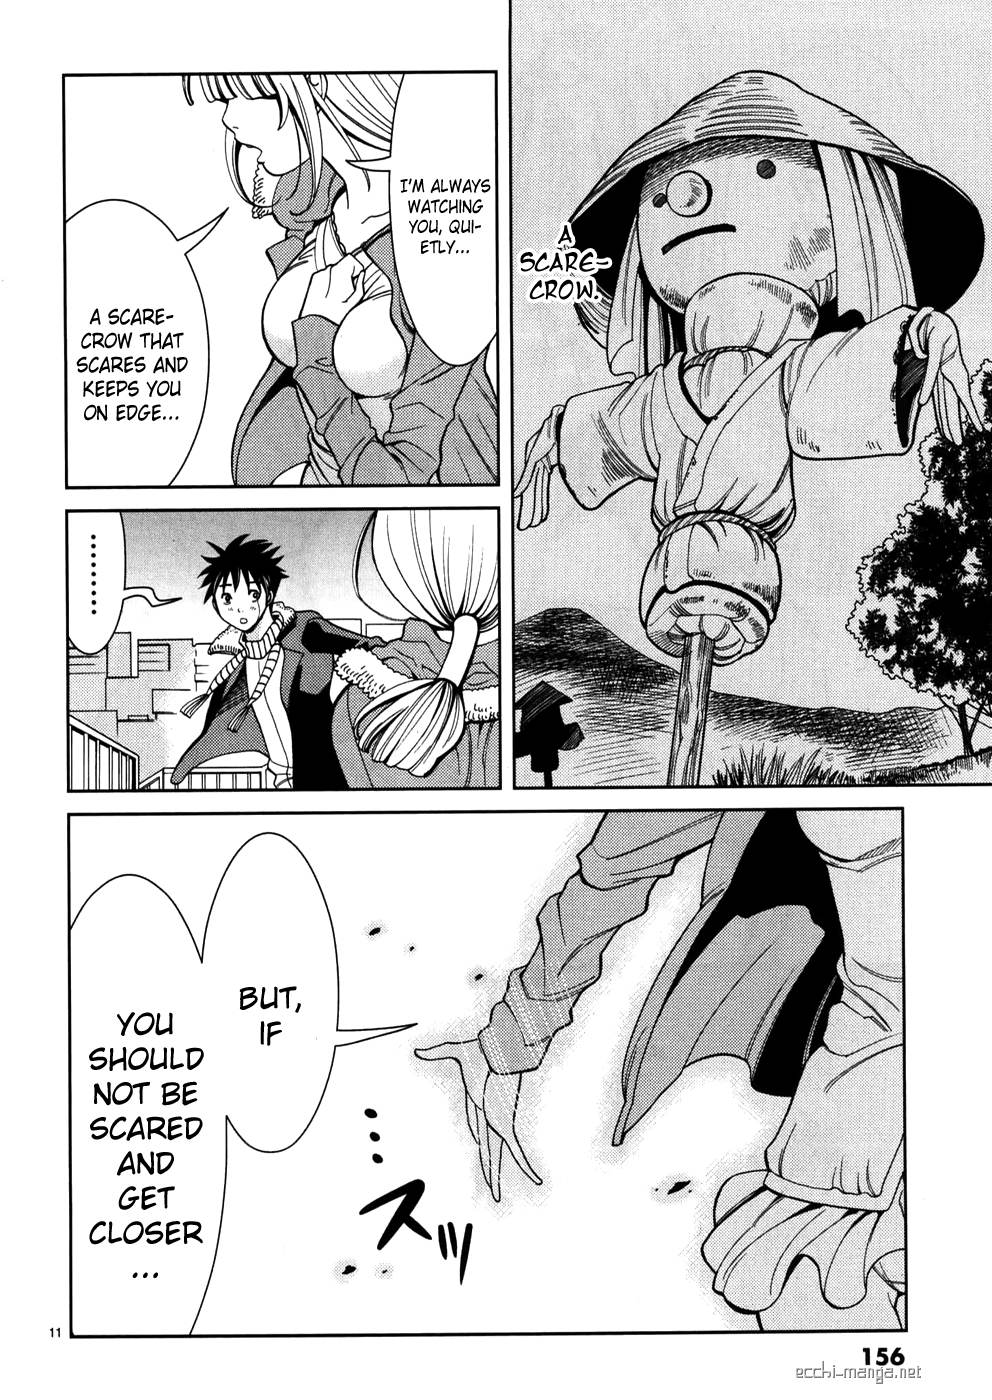 A
SCARE-
CROW.
I'M ALWAYS
WATCHING
YOU, QUI-
ETLY...
A SCARE-
CROW THAT
SCARES AND
KEEPS YOU
ON EDGE...
........
BUT,
IF
YOU
SHOULD
NOT BE
SCARED
AND
GET
CLOSER
...
...
スッ
11
156
ecchi-manga.net